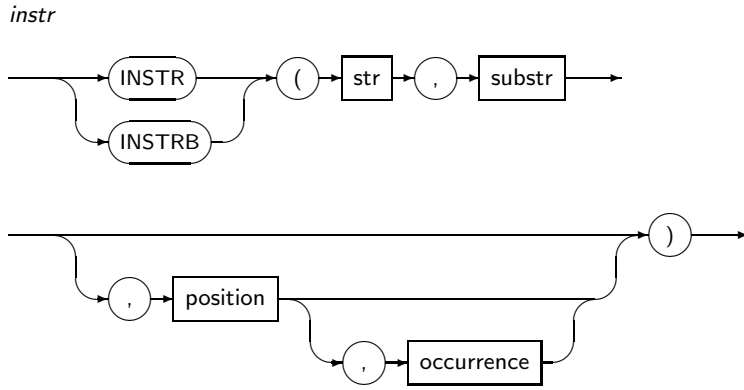 instr
INSTR ( str , substr
INSTRB
)
, position
, occurrence